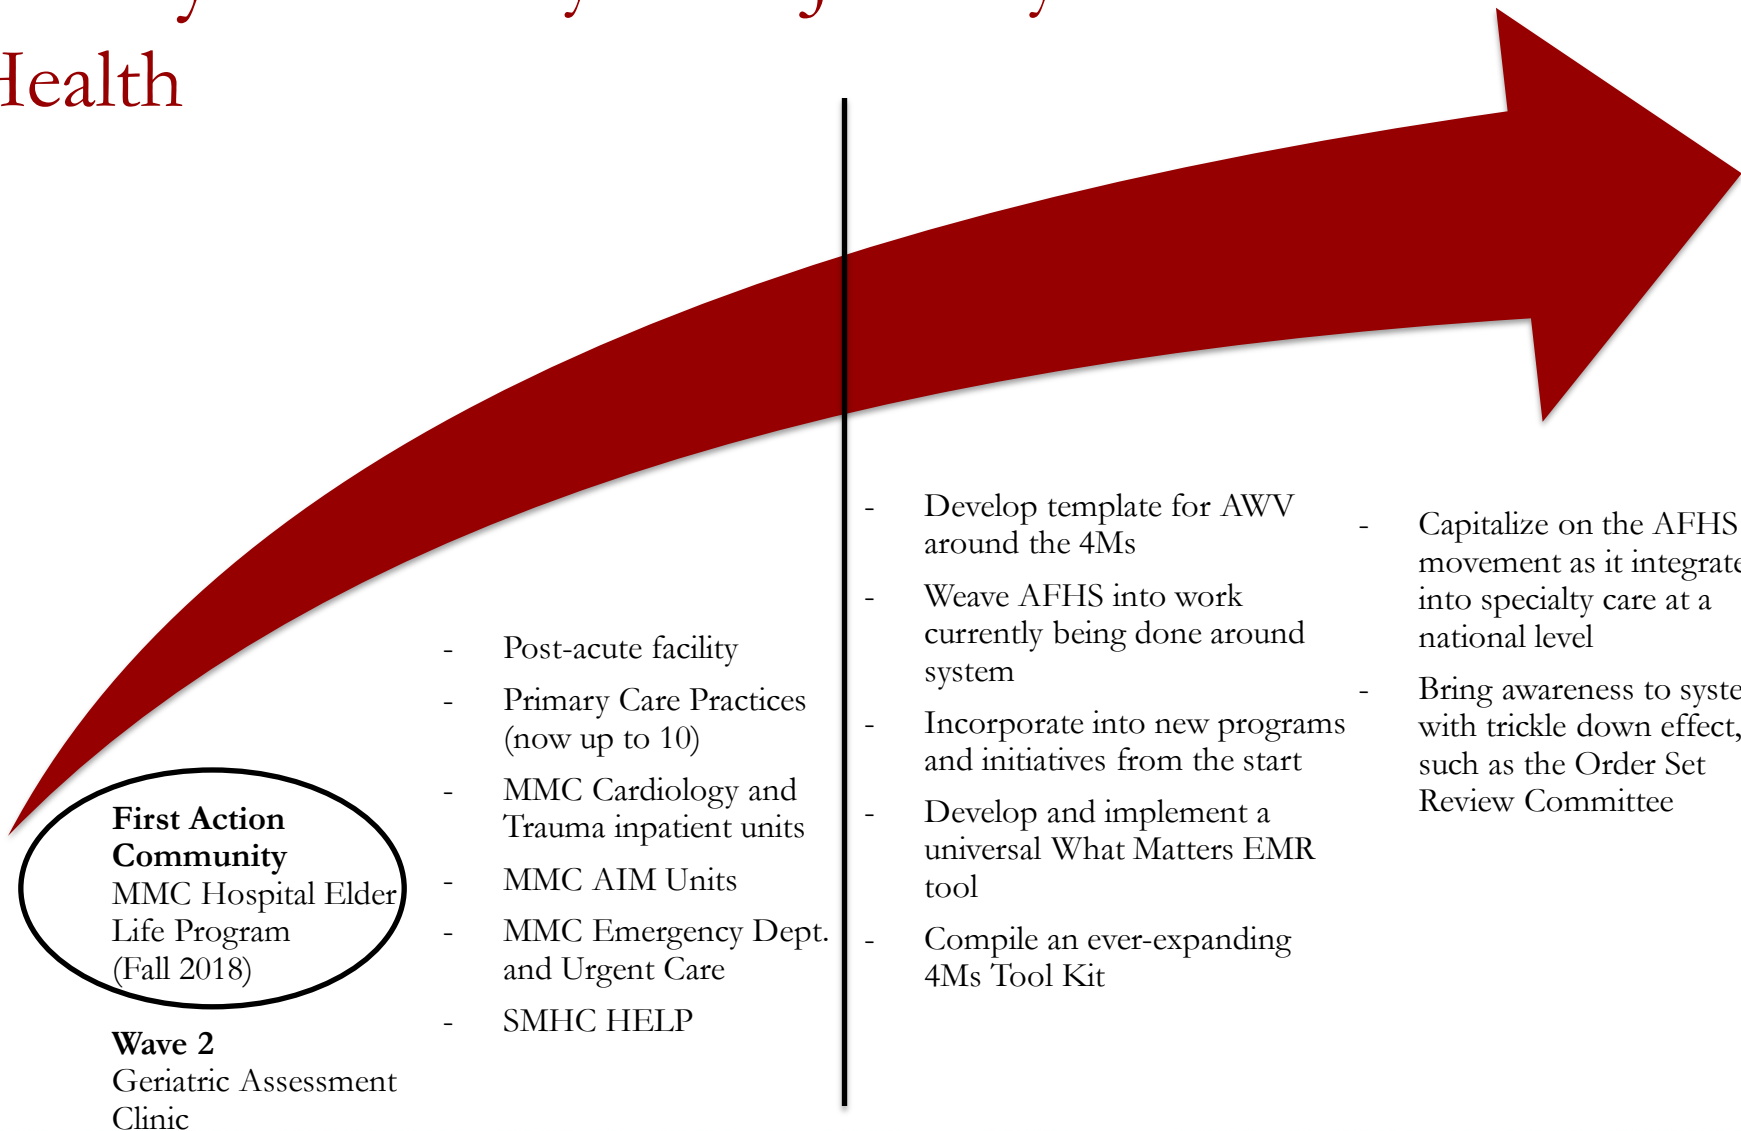 Health
First Action
Community
MMC Hospital Elder
Life Program
(Fall 2018)
Wave 2
Geriatric Assessment
Clinic
- Post-acute facility
- Primary Care Practices
(now up to 10)
- MMC Cardiology and
Trauma inpatient units
- MMC AIM Units
- MMC Emergency Dept.
and Urgent Care
- SMHC HELP
- Develop template for AWV
around the 4Ms
- Weave AFHS into work
currently being done around
system
- Incorporate into new programs
and initiatives from the start
- Develop and implement a
universal What Matters EMR
tool
- Compile an ever-expanding
4Ms Tool Kit
- Capitalize on the AFHS
movement as it integrate
into specialty care at a
national level
- Bring awareness to syste
with trickle down effect,
such as the Order Set
Review Committee